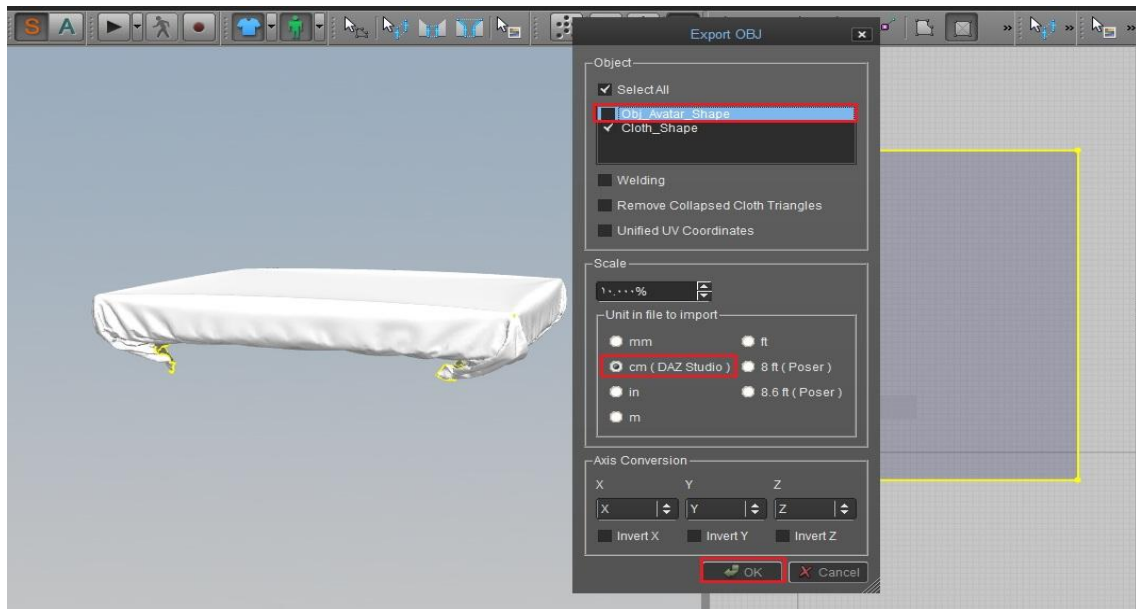 S A
Export OBJ
Object
Select All
Obj_Avatar_Shape
Cloth_Shape
Welding
Remove Collapsed Cloth Triangles
Unified UV Coordinates
Scale
١٠.٠٠٠%
Unit in file to import
mm ft
cm ( DAZ Studio ) 8 ft ( Poser )
in 8.6 ft ( Poser )
m
Axis Conversion
X Y Z
X Y Z
Invert X Invert Y Invert Z
OK Cancel